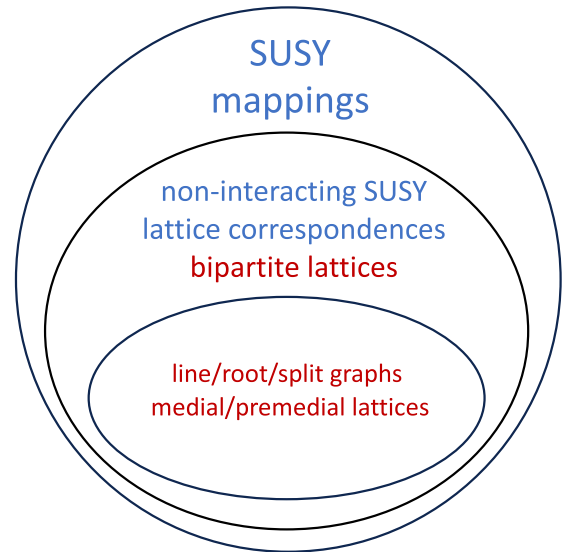 SUSY
mappings
non-interacting SUSY
lattice correspondences
bipartite lattices
line/root/split graphs
medial/premedial lattices